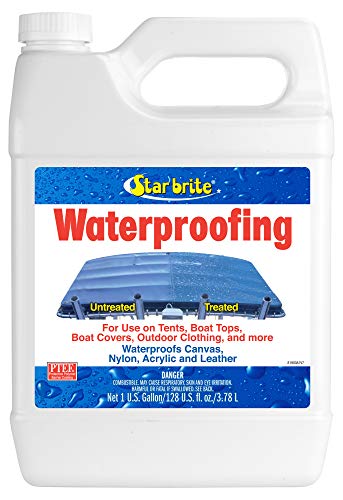 Star brite
Waterproofing
Untreated Treated
For Use on Tents, Boat Tops,
Boat Covers, Outdoor Clothing, and more
Waterproofs Canvas,
Nylon, Acrylic and Leather
PTEF
DANGER
COMBUSTIBLE. MAY CAUSE RESPIRATORY, SKIN AND EYE IRRITATION.
HARMFUL OR FATAL IF SWALLOWED. SEE BACK.
Net 1 U.S. Gallon/128 U.S. fl. oz./3.78 L